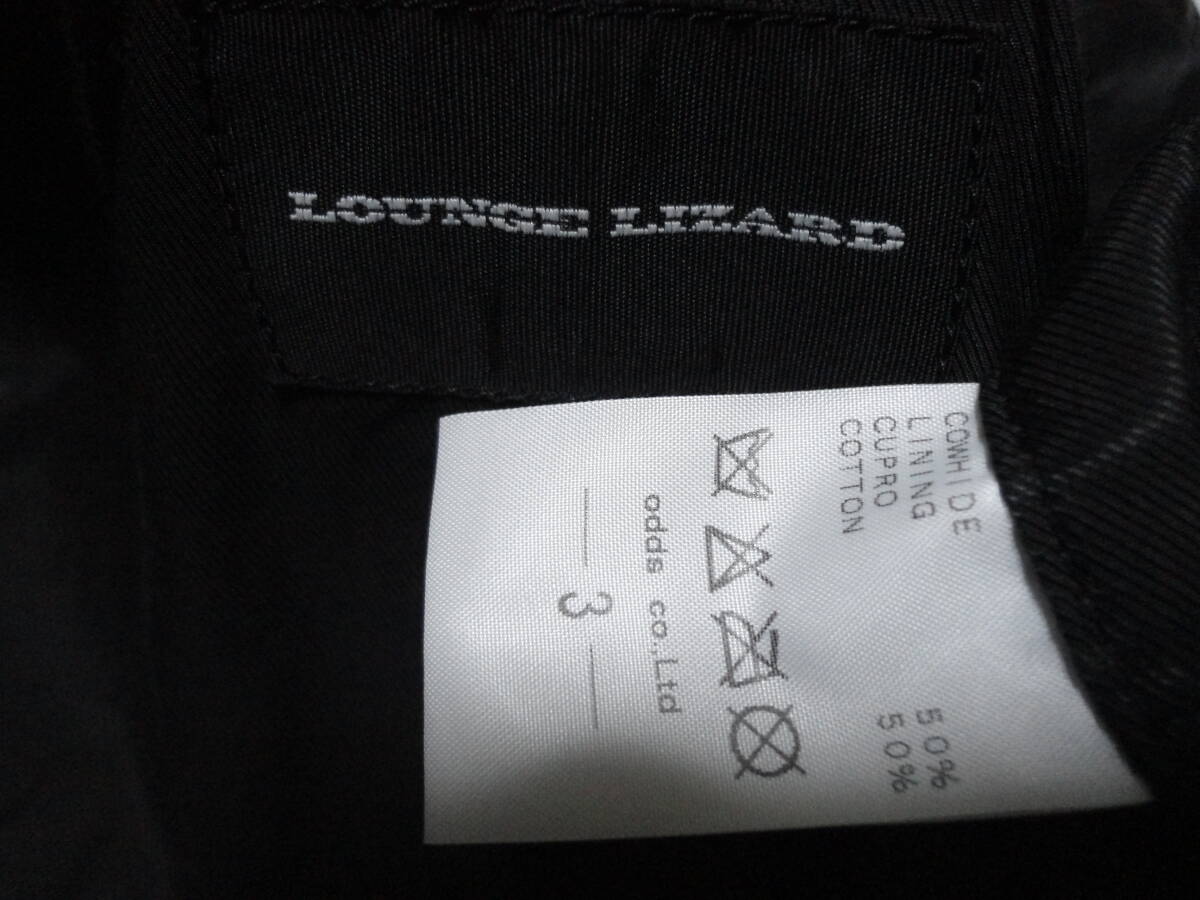 LOUNGE LIZARD
COWHIDE
LINING
CUPRO 50%
COTTON 50%
odds co.,Ltd
— 3 —